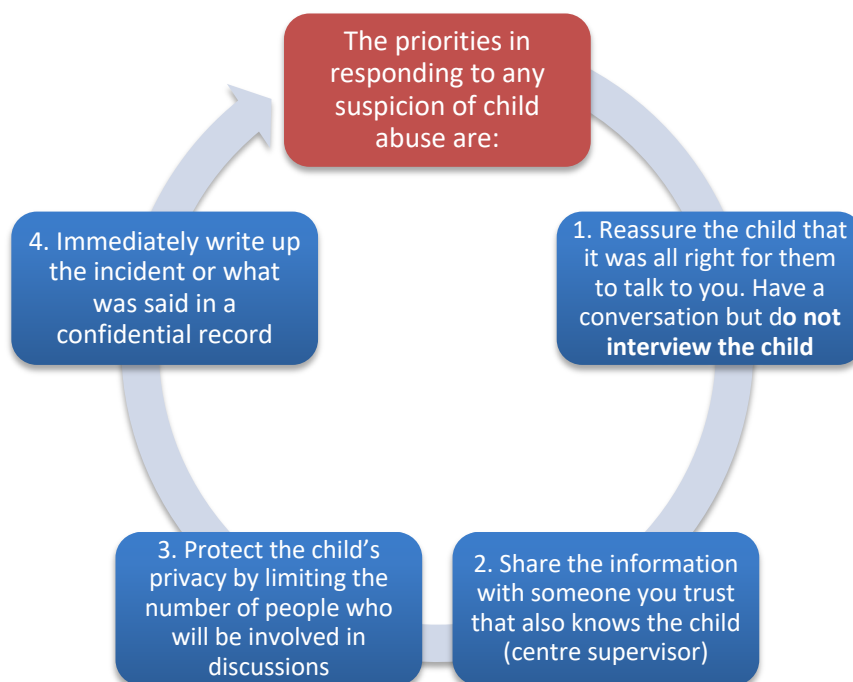 The priorities in
responding to any
suspicion of child
abuse are:
1. Reassure the child that
it was all right for them
to talk to you. Have a
conversation but do not
interview the child
2. Share the information
with someone you trust
that also knows the child
(centre supervisor)
3. Protect the child’s
privacy by limiting the
number of people who
will be involved in
discussions
4. Immediately write up
the incident or what
was said in a
confidential record